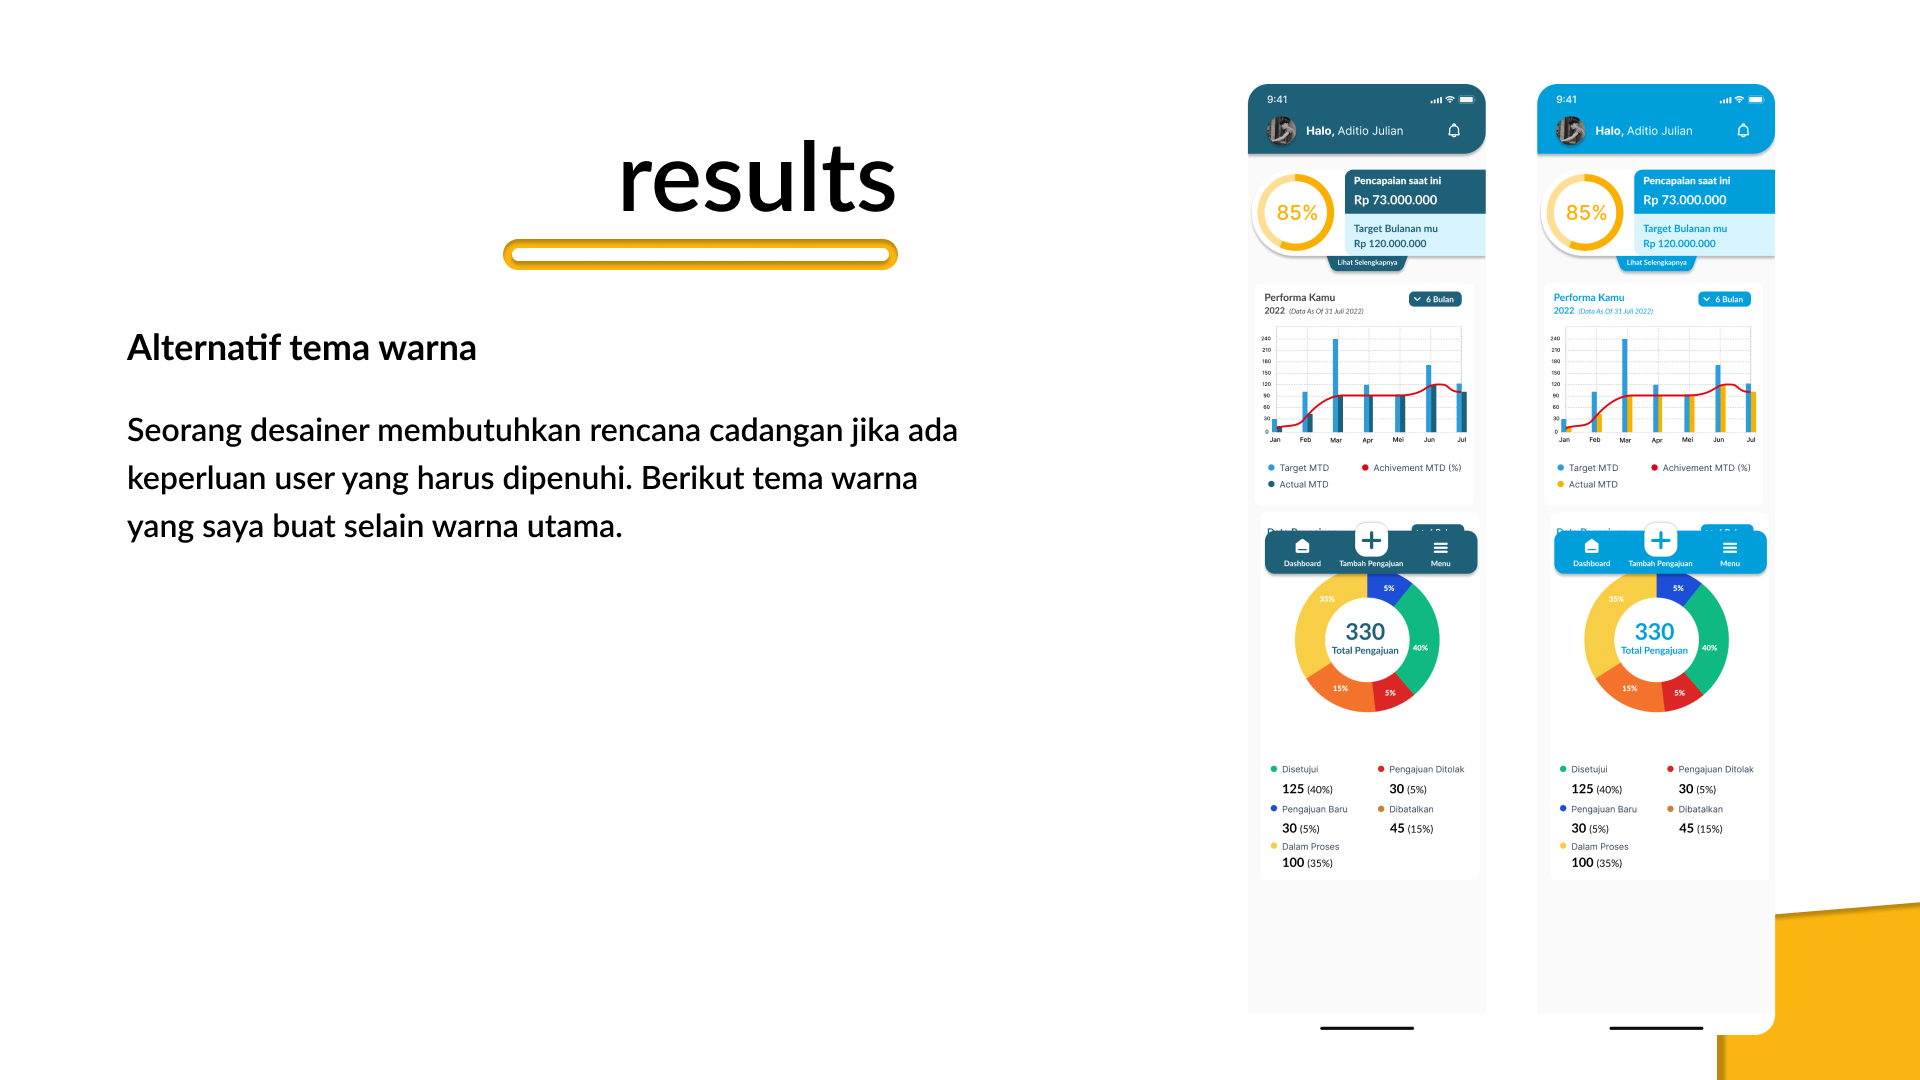 results
Alternatif tema warna
Seorang desainer membutuhkan rencana cadangan jika ada
keperluan user yang harus dipenuhi. Berikut tema warna
yang saya buat selain warna utama.
9:41
Halo, Aditio Julian
85%
Pencapaian saat ini
Rp 73.000.000
Target Bulanan mu
Rp 120.000.000
Lihat Selengkapnya
Performa Kamu
6 Bulan
2022 (Data As Of 31 Juli 2022)
240
210
180
150
120
90
60
30
0
Jan Feb Mar Apr Mei Jun Jul
Target MTD
Achivement MTD (%)
Actual MTD
Dashboard
Tambah Pengajuan
Menu
35%
5%
330
Total Pengajuan
40%
15%
5%
Disetujui
Pengajuan Ditolak
125 (40%)
30 (5%)
Pengajuan Baru
Dibatalkan
30 (5%)
45 (15%)
Dalam Proses
100 (35%)
9:41
Halo, Aditio Julian
85%
Pencapaian saat ini
Rp 73.000.000
Target Bulanan mu
Rp 120.000.000
Lihat Selengkapnya
Performa Kamu
6 Bulan
2022 (Data As Of 31 Juli 2022)
240
210
180
150
120
90
60
30
0
Jan Feb Mar Apr Mei Jun Jul
Target MTD
Achivement MTD (%)
Actual MTD
Dashboard
Tambah Pengajuan
Menu
35%
5%
330
Total Pengajuan
40%
15%
5%
Disetujui
Pengajuan Ditolak
125 (40%)
30 (5%)
Pengajuan Baru
Dibatalkan
30 (5%)
45 (15%)
Dalam Proses
100 (35%)